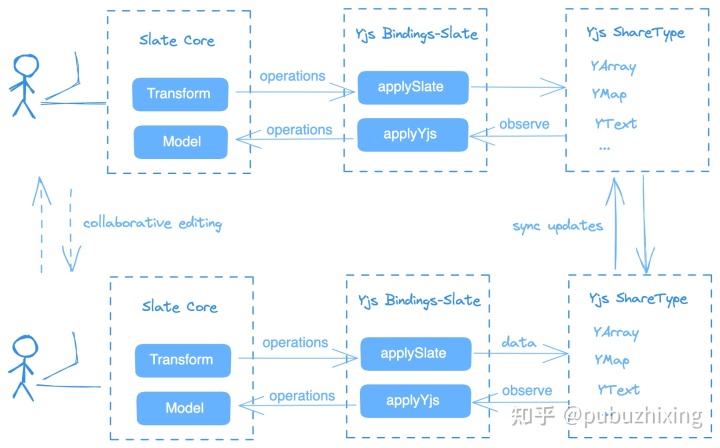 Slate Core
Yjs Bindings-Slate
Yjs ShareType
Transform
operations
applySlate
YArray
YMap
Model
operations
applyYjs
observe
YText
...
collaborative editing
sync updates
Slate Core
Yjs Bindings-Slate
Yjs ShareType
Transform
operations
applySlate
data
YArray
YMap
Model
operations
applyYjs
observe
YText
知乎 @pubuzhixing